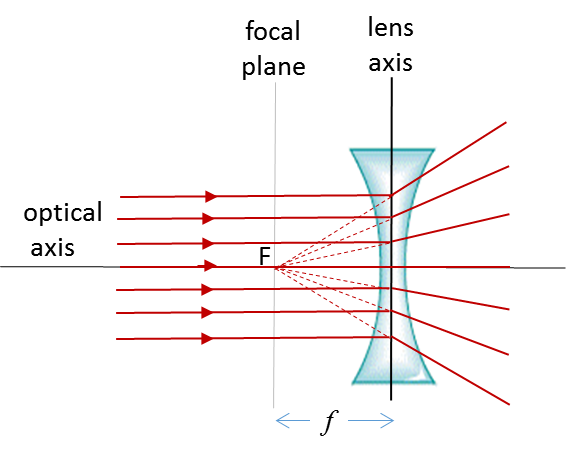 focal
plane
lens
axis
optical
axis
F
f